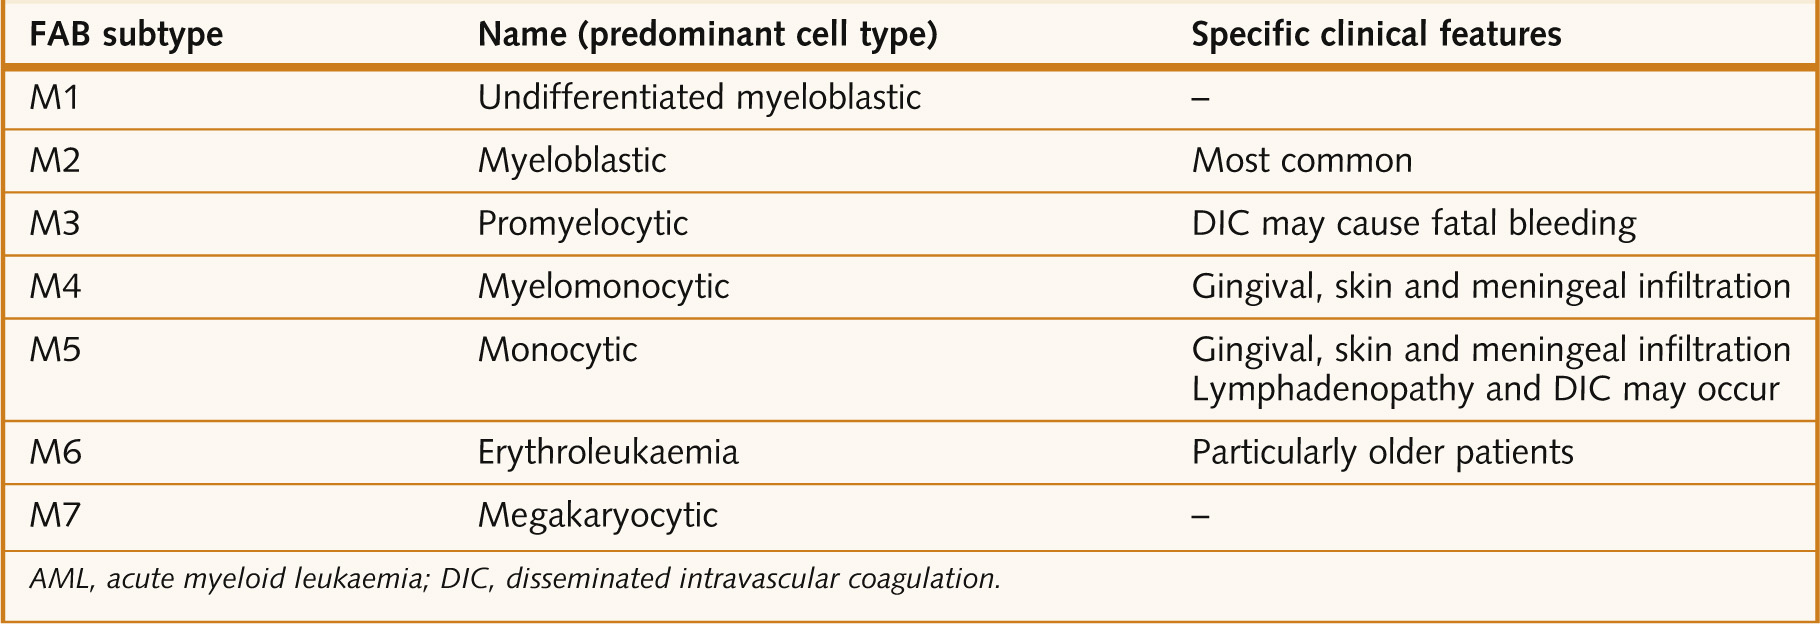 FAB subtype Name (predominant cell type) Specific clinical features
M1 Undifferentiated myeloblastic –
M2 Myeloblastic Most common
M3 Promyelocytic DIC may cause fatal bleeding
M4 Myelomonocytic Gingival, skin and meningeal infiltration
M5 Monocytic Gingival, skin and meningeal infiltration
Lymphadenopathy and DIC may occur
M6 Erythroleukaemia Particularly older patients
M7 Megakaryocytic –
AML, acute myeloid leukaemia; DIC, disseminated intravascular coagulation.